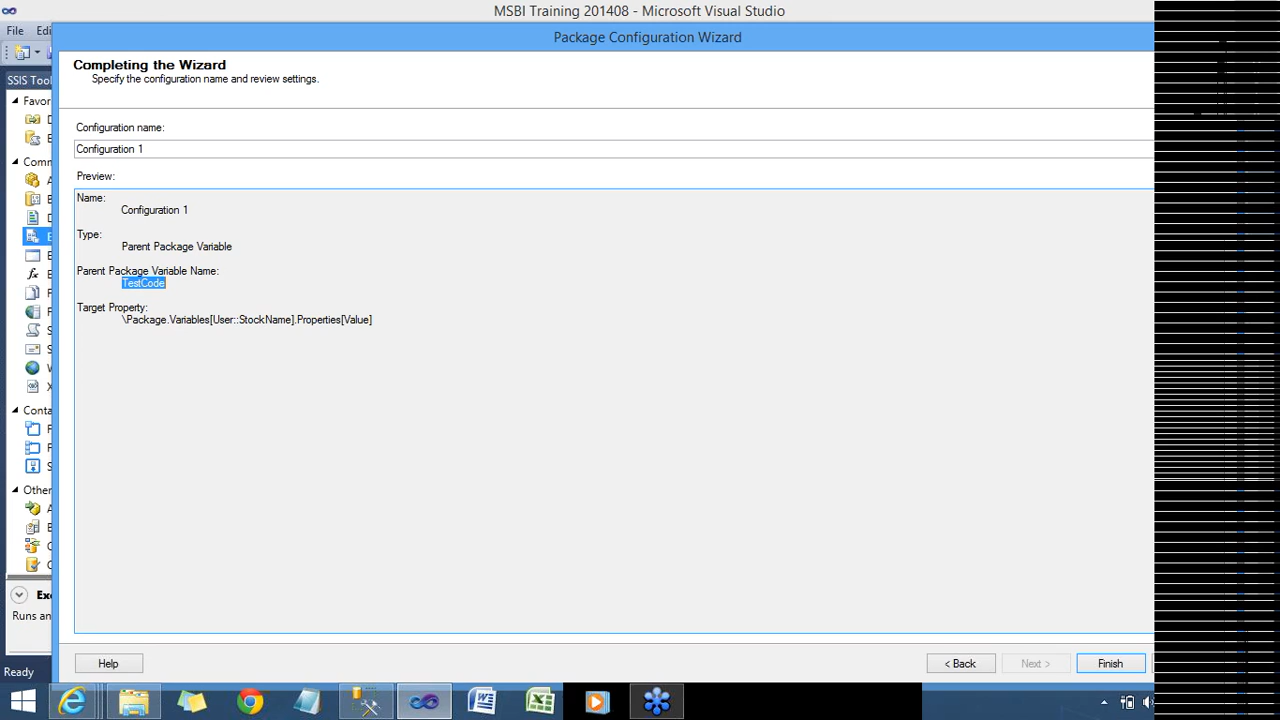 MSBI Training 201408 - Microsoft Visual Studio
File Edi
Package Configuration Wizard
Completing the Wizard
Specify the configuration name and review settings.
SSIS Tool
Favor
Configuration name:
Configuration 1
Comm
Preview:
Name:
Configuration 1
Type:
Parent Package Variable
Parent Package Variable Name:
TestCode
Target Property:
\Package.Variables[User::StockName].Properties[Value]
Conta
Other
Exe
Runs an
Help
< Back
Next >
Finish
Ready